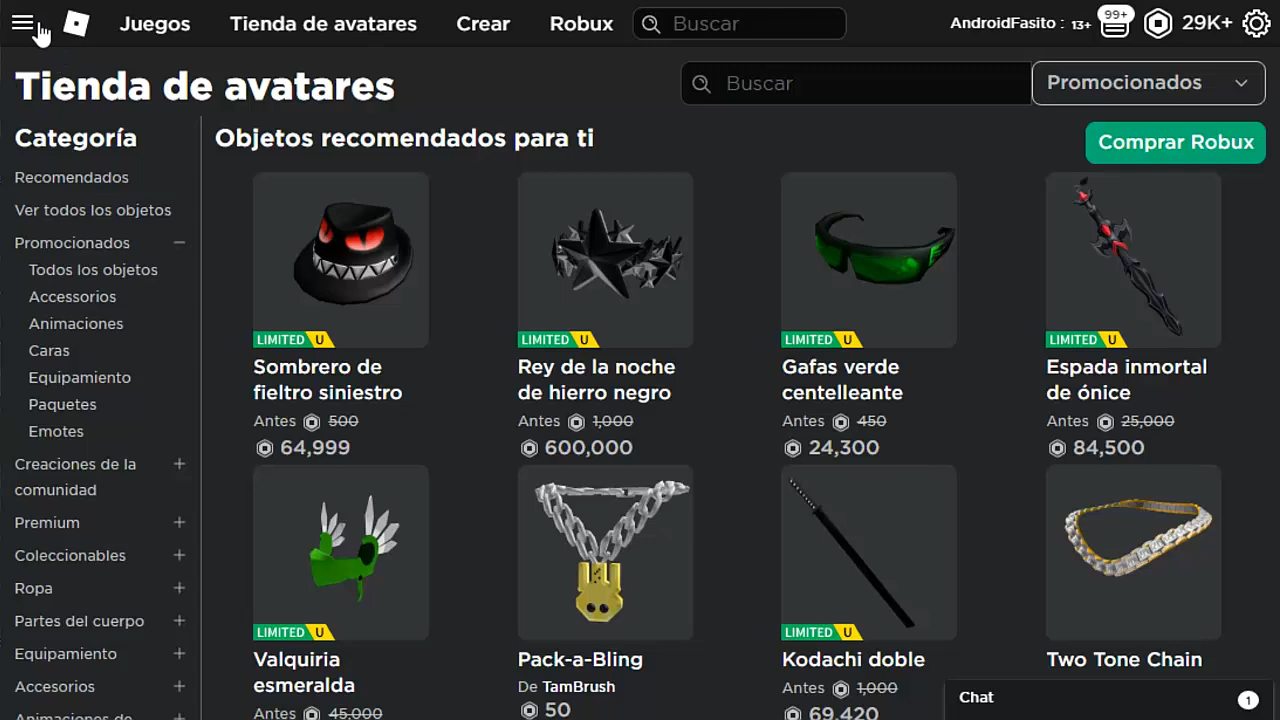 Juegos Tienda de avatares Crear Robux Buscar AndroidFasito : 13+ 99+ 29K+
Tienda de avatares Buscar Promocionados
Categoría
Recomendados
Ver todos los objetos
Promocionados
Todos los objetos
Accessorios
Animaciones
Caras
Equipamiento
Paquetes
Emotes
Creaciones de la
comunidad
Premium
Coleccionables
Ropa
Partes del cuerpo
Equipamiento
Accesorios
Animaciones de
Objetos recomendados para ti
Comprar Robux
LIMITED U
Sombrero de
fieltro siniestro
Antes 500
64,999
LIMITED U
Rey de la noche
de hierro negro
Antes 1,000
600,000
LIMITED U
Gafas verde
centelleante
Antes 450
24,300
LIMITED U
Espada inmortal
de ónice
Antes 25,000
84,500
LIMITED U
Valquiria
esmeralda
Antes 45,000
Pack-a-Bling
De TamBrush
50
LIMITED U
Kodachi doble
Antes 1,000
69,420
Two Tone Chain
Chat 1